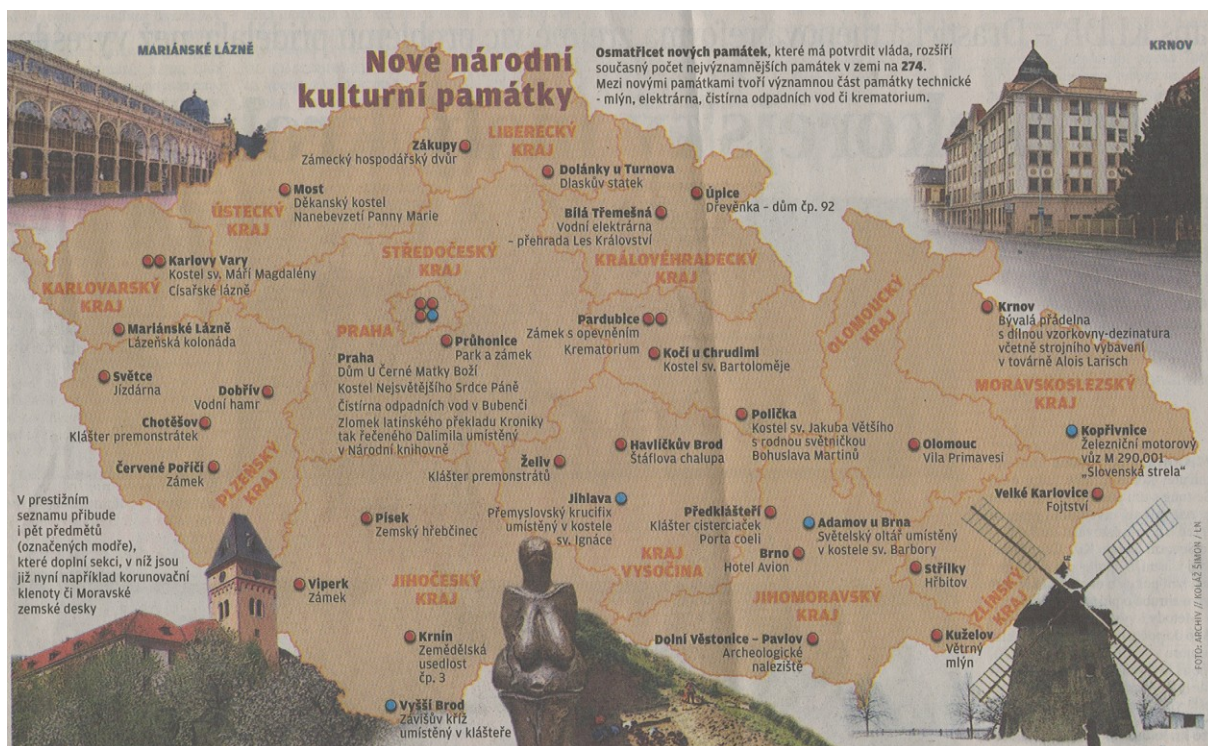 MARIÁNSKÉ LÁZNĚ
Nové národní
kulturní památky
Osmatřicet nových památek, které má potvrdit vláda, rozšíří
současný počet nejvýznamnějších památek v zemi na 274.
Mezi novými památkami tvoří významnou část památky technické
- mlýn, elektrárna, čistírna odpadních vod či krematorium.
KRNOV
LIBERECKÝ
KRAJ
Zákupy
Zámecký hospodářský dvůr
Dolánky u Turnova
Dlaskův statek
Most
Děkanský kostel
Nanebevzetí Panny Marie
ÚSTECKÝ
KRAJ
Úpice
Dřevěnka - dům čp. 92
Bílá Třemešná
Vodní elektrárna
- přehrada Les Království
STŘEDOČESKÝ
KRAJ
KRÁLOVÉHRADECKÝ
KRAJ
Karlovy Vary
Kostel sv. Máří Magdalény
Císařské lázně
KARLOVARSKÝ
KRAJ
OLOMOUCKÝ
KRAJ
Mariánské Lázně
Lázeňská kolonáda
PRAHA
Průhonice
Park a zámek
Pardubice
Zámek s opevněním
Krematorium
Kočí u Chrudimi
Kostel sv. Bartoloměje
Krnov
Bývalá přádelna
s dílnou vzorkovny-dezinatura
včetně strojního vybavení
v továrně Alois Larisch
MORAVSKOSLEZSKÝ
KRAJ
Praha
Dům U Černé Matky Boží
Kostel Nejsvětějšího Srdce Páně
Čistírna odpadních vod v Bubenči
Zlomek latinského překladu Kroniky
tak řečeného Dalimila umístěný
v Národní knihovně
Světce
Jízdárna
Dobřív
Vodní hamr
Chotěšov
Klášter premonstrátek
Červené Poříčí
Zámek
PLZEŇSKÝ
KRAJ
Polička
Kostel sv. Jakuba Většího
s rodnou světničkou
Bohuslava Martinů
Havlíčkův Brod
Štáflova chalupa
Želiv
Klášter premonstrátů
Olomouc
Vila Primavesi
Kopřivnice
Železniční motorový
vůz M 290.001
„Slovenská strela“
Velké Karlovice
Fojtství
V prestižním
seznamu přibude
i pět předmětů
(označených modře),
které doplní sekci, v níž jsou
již nyní například korunovační
klenoty či Moravské
zemské desky
Jihlava
Přemyslovský krucifix
umístěný v kostele
sv. Ignáce
Předklášteří
Klášter cisterciaček
Porta coeli
Adamov u Brna
Světelský oltář umístěný
v kostele sv. Barbory
Písek
Zemský hřebčinec
Brno
Hotel Avion
KRAJ
VYSOČINA
Střílky
Hřbitov
Viperk
Zámek
JIHOČESKÝ
KRAJ
JIHOMORAVSKÝ
KRAJ
ZLÍNSKÝ
KRAJ
Krnín
Zemědělská
usedlost
čp. 3
Dolní Věstonice – Pavlov
Archeologické
naleziště
Kuželov
Větrný
mlýn
Vyšší Brod
Závišův kříž
umístěný v klášteře
FOTO: ARCHIV // KOLÁŽ ŠIMON / LN